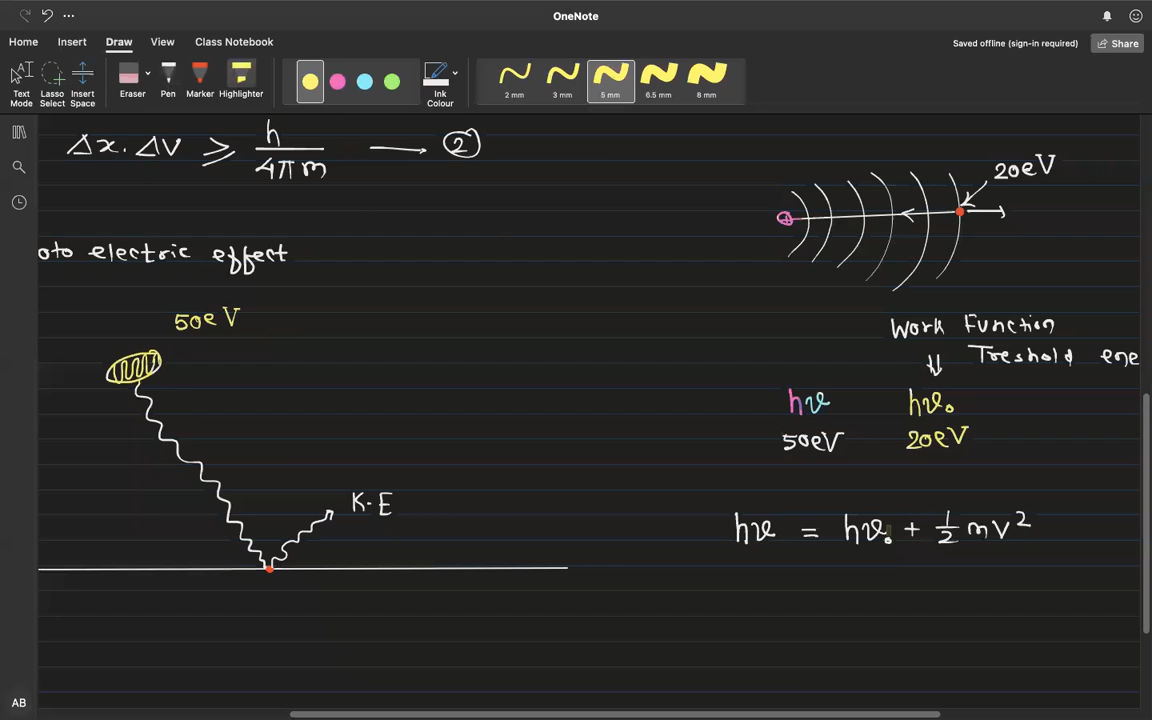 OneNote
Home Insert Draw View Class Notebook
Saved offline (sign-in required) Share
Text Mode
Lasso Select
Insert Space
Eraser
Pen
Marker
Highlighter
Ink Colour
2 mm 3 mm 5 mm 6.5 mm 8 mm
Δx. ΔV ⩾ h/4πm ⟶ ②
20eV
oto electric effect
50eV
Work Function
⇓ Treshold ene
hν hν₀
50eV 20eV
K.E
hν = hν₀ + 1/2 mv²
AB